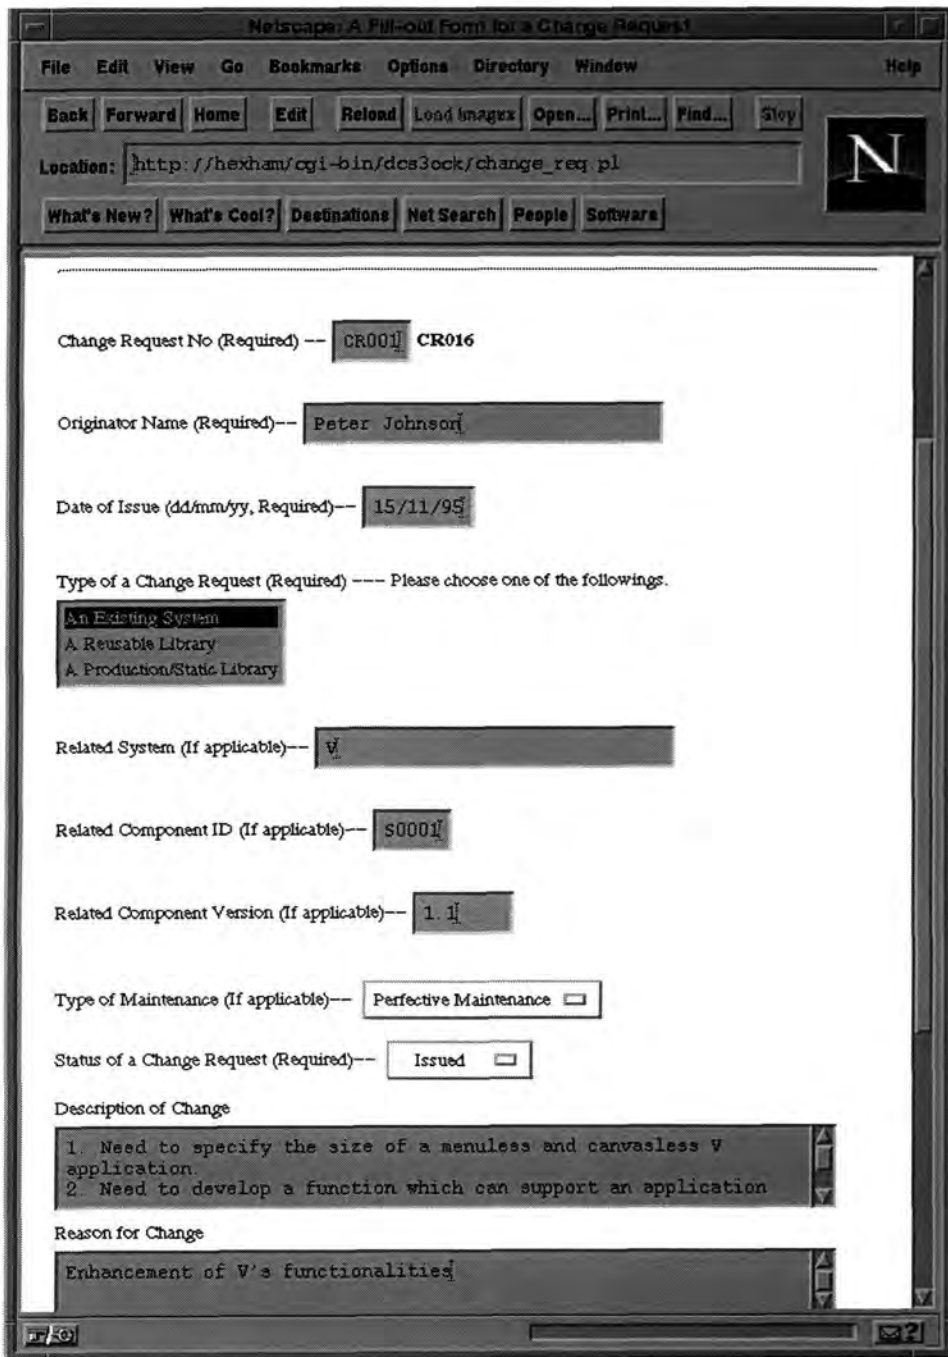 Netscape: A Fill-out Form for a Change Request
File Edit View Go Bookmarks Options Directory Window Help
Back Forward Home Edit Reload Load Images Open... Print... Find... Stop
Location: http://hexham/cgi-bin/dcs3ock/change_req.pl
N
What's New? What's Cool? Destinations Net Search People Software
Change Request No (Required) -- CR001 CR016
Originator Name (Required)-- Peter Johnson
Date of Issue (dd/mm/yy, Required)-- 15/11/95
Type of a Change Request (Required) ---- Please choose one of the followings.
An Existing System
A Reusable Library
A Production/Static Library
Related System (If applicable)-- V
Related Component ID (If applicable)-- S0001
Related Component Version (If applicable)-- 1.1
Type of Maintenance (If applicable)-- Perfective Maintenance
Status of a Change Request (Required)-- Issued
Description of Change
1. Need to specify the size of a menuless and canvasless V
application.
2. Need to develop a function which can support an application
Reason for Change
Enhancement of V's functionalities
?